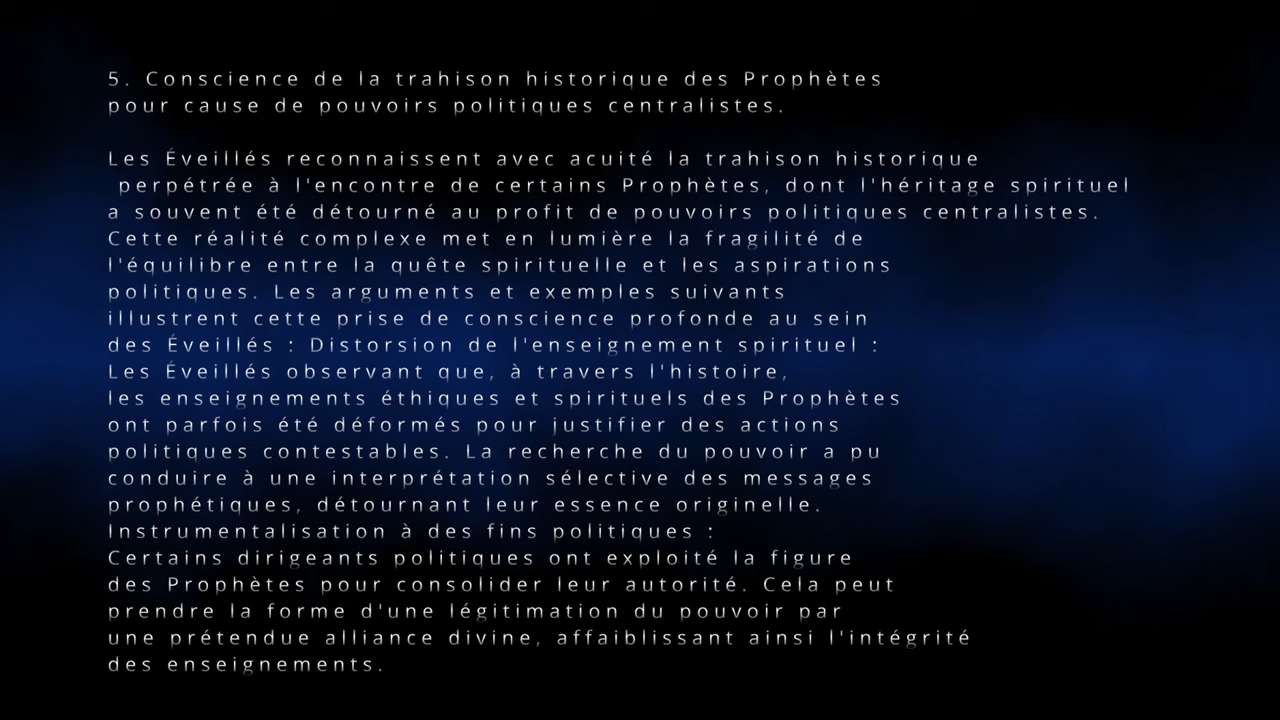 5. Conscience de la trahison historique des Prophètes
pour cause de pouvoirs politiques centralistes.
Les Éveillés reconnaissent avec acuité la trahison historique
perpétrée à l'encontre de certains Prophètes, dont l'héritage spirituel
a souvent été détourné au profit de pouvoirs politiques centralistes.
Cette réalité complexe met en lumière la fragilité de
l'équilibre entre la quête spirituelle et les aspirations
politiques. Les arguments et exemples suivants
illustrent cette prise de conscience profonde au sein
des Éveillés : Distorsion de l'enseignement spirituel :
Les Éveillés observant que, à travers l'histoire,
les enseignements éthiques et spirituels des Prophètes
ont parfois été déformés pour justifier des actions
politiques contestables. La recherche du pouvoir a pu
conduire à une interprétation sélective des messages
prophétiques, détournant leur essence originelle.
Instrumentalisation à des fins politiques :
Certains dirigeants politiques ont exploité la figure
des Prophètes pour consolider leur autorité. Cela peut
prendre la forme d'une légitimation du pouvoir par
une prétendue alliance divine, affaiblissant ainsi l'intégrité
des enseignements.